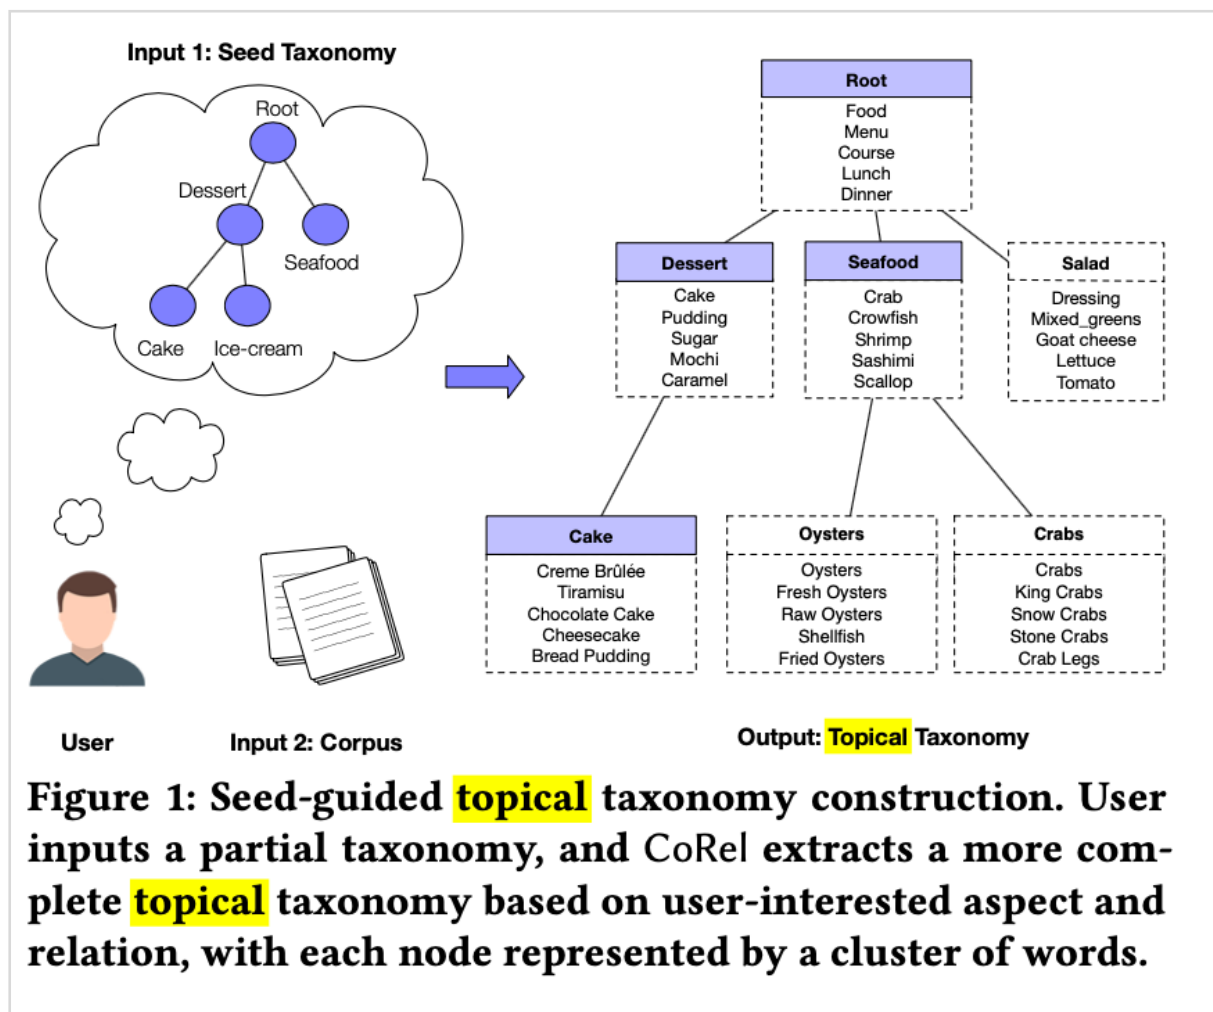 Input 1: Seed Taxonomy
Root
Dessert
Seafood
Cake
Ice-cream
User
Input 2: Corpus
Root
Food
Menu
Course
Lunch
Dinner
Dessert
Cake
Pudding
Sugar
Mochi
Caramel
Seafood
Crab
Crowfish
Shrimp
Sashimi
Scallop
Salad
Dressing
Mixed_greens
Goat cheese
Lettuce
Tomato
Cake
Creme Brûlée
Tiramisu
Chocolate Cake
Cheesecake
Bread Pudding
Oysters
Oysters
Fresh Oysters
Raw Oysters
Shellfish
Fried Oysters
Crabs
Crabs
King Crabs
Snow Crabs
Stone Crabs
Crab Legs
Output: Topical Taxonomy
Figure 1: Seed-guided topical taxonomy construction. User
inputs a partial taxonomy, and CoRel extracts a more com-
plete topical taxonomy based on user-interested aspect and
relation, with each node represented by a cluster of words.